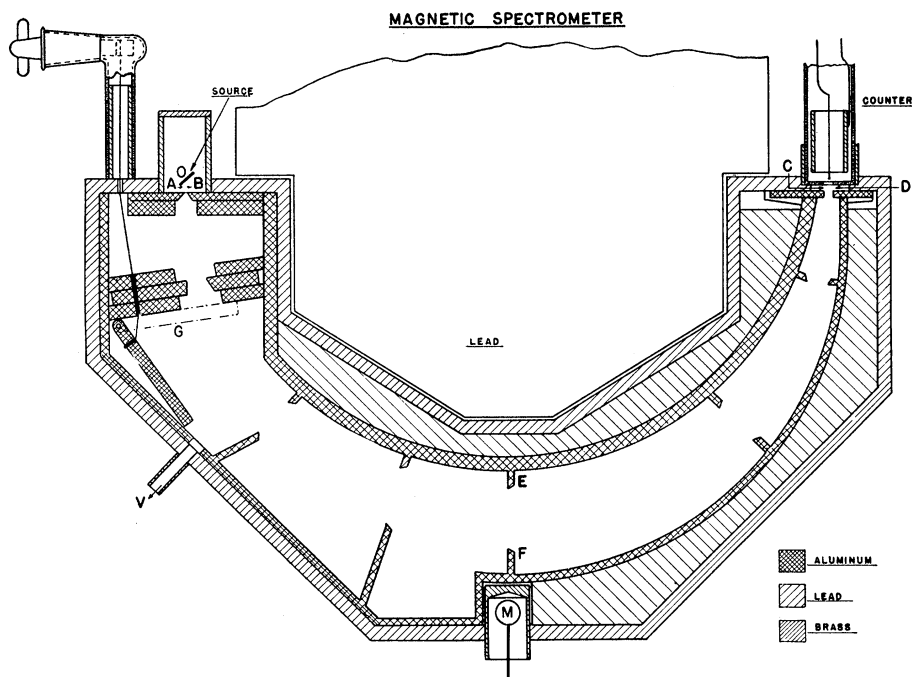 MAGNETIC SPECTROMETER
SOURCE
COUNTER
O
A B
C
D
G
LEAD
E
V
F
M
ALUMINUM
LEAD
BRASS